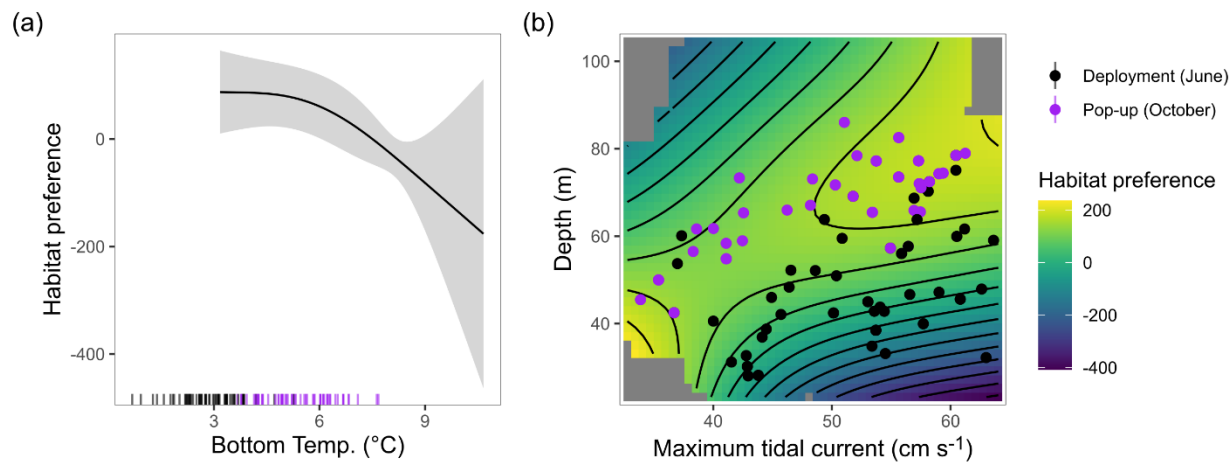 (a)
Habitat preference
0
-200
-400
3
6
9
Bottom Temp. (°C)
(b)
Depth (m)
100
80
60
40
40
50
60
Maximum tidal current (cm s⁻¹)
Deployment (June)
Pop-up (October)
Habitat preference
200
0
-200
-400